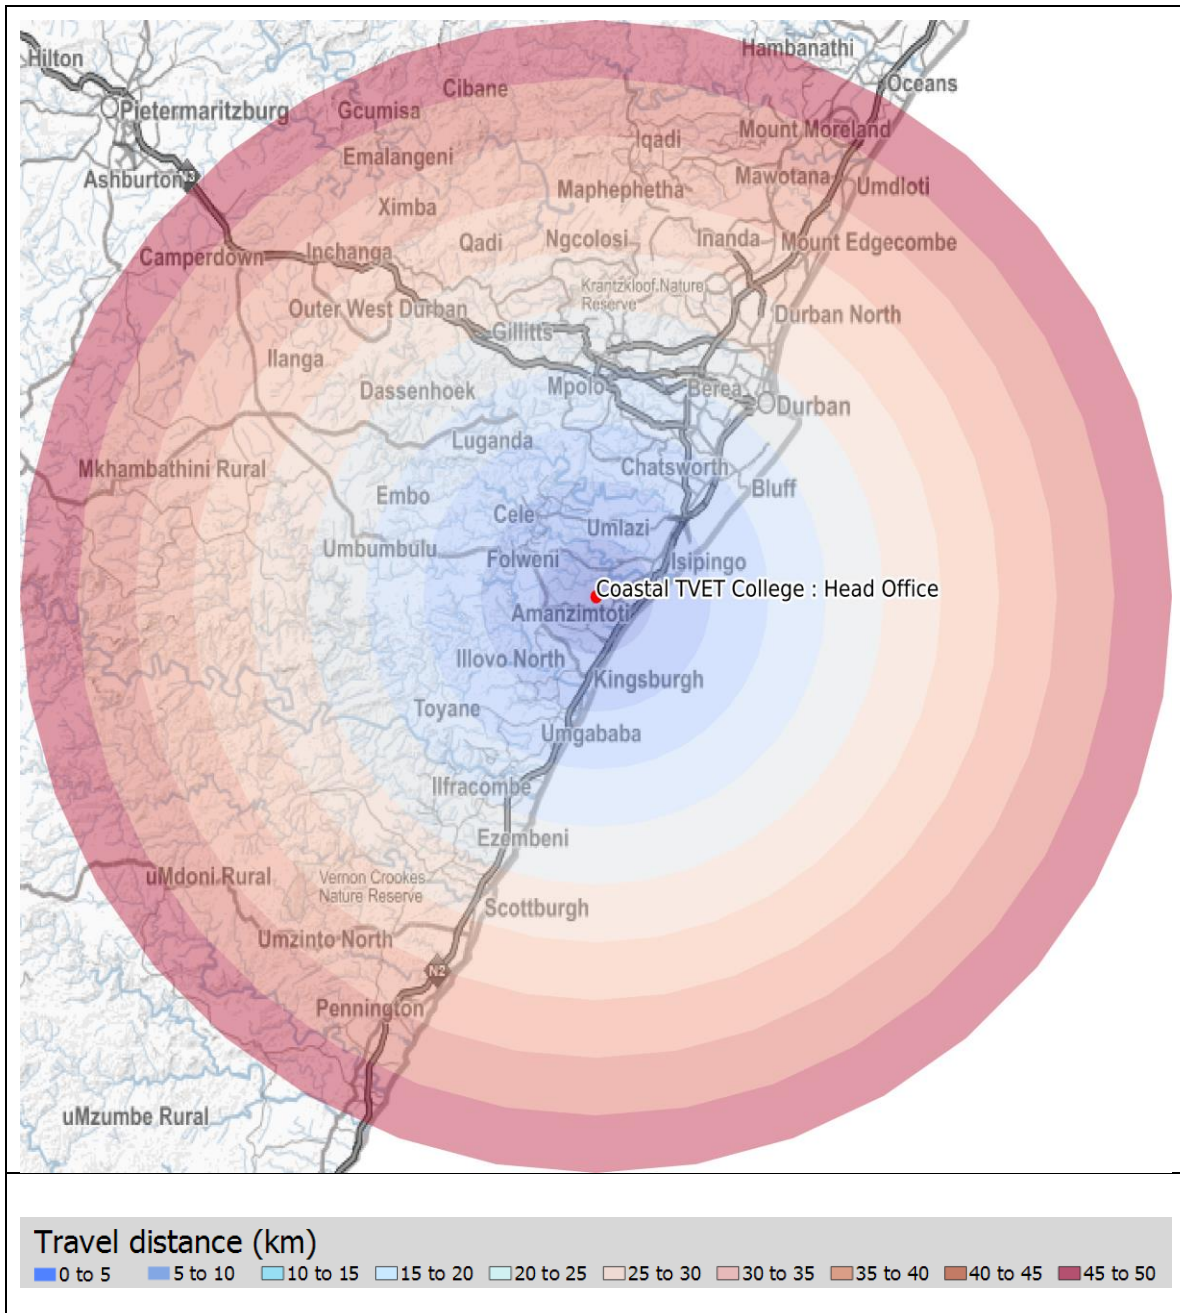 Hambanathi
Hilton
Oceans
Cibane
Pietermaritzburg
Gcumisa
Mount Moreland
Iqadi
Emalangeni
Ashburton
N3
Maphephetha
Mawotana
Umdloti
Ximba
Qadi
Ngcolosi
Inanda
Mount Edgecombe
Camperdown
Inchanga
Krantzkloof Nature
Reserve
Outer West Durban
Durban North
Gillitts
Ilanga
Dassenhoek
Mpolo
Berea
Durban
Luganda
Mkhambathini Rural
Chatsworth
Embo
Bluff
Cele
Umlazi
Umbumbulu
Folweni
Isipingo
Coastal TVET College : Head Office
Amanzimtoti
Illovo North
Kingsburgh
Toyane
Umgababa
Ilfracombe
Ezembeni
uMdoni Rural
Vernon Crookes
Nature Reserve
Scottburgh
Umzinto North
N2
Pennington
uMzumbe Rural
Travel distance (km)
0 to 5 5 to 10 10 to 15 15 to 20 20 to 25 25 to 30 30 to 35 35 to 40 40 to 45 45 to 50